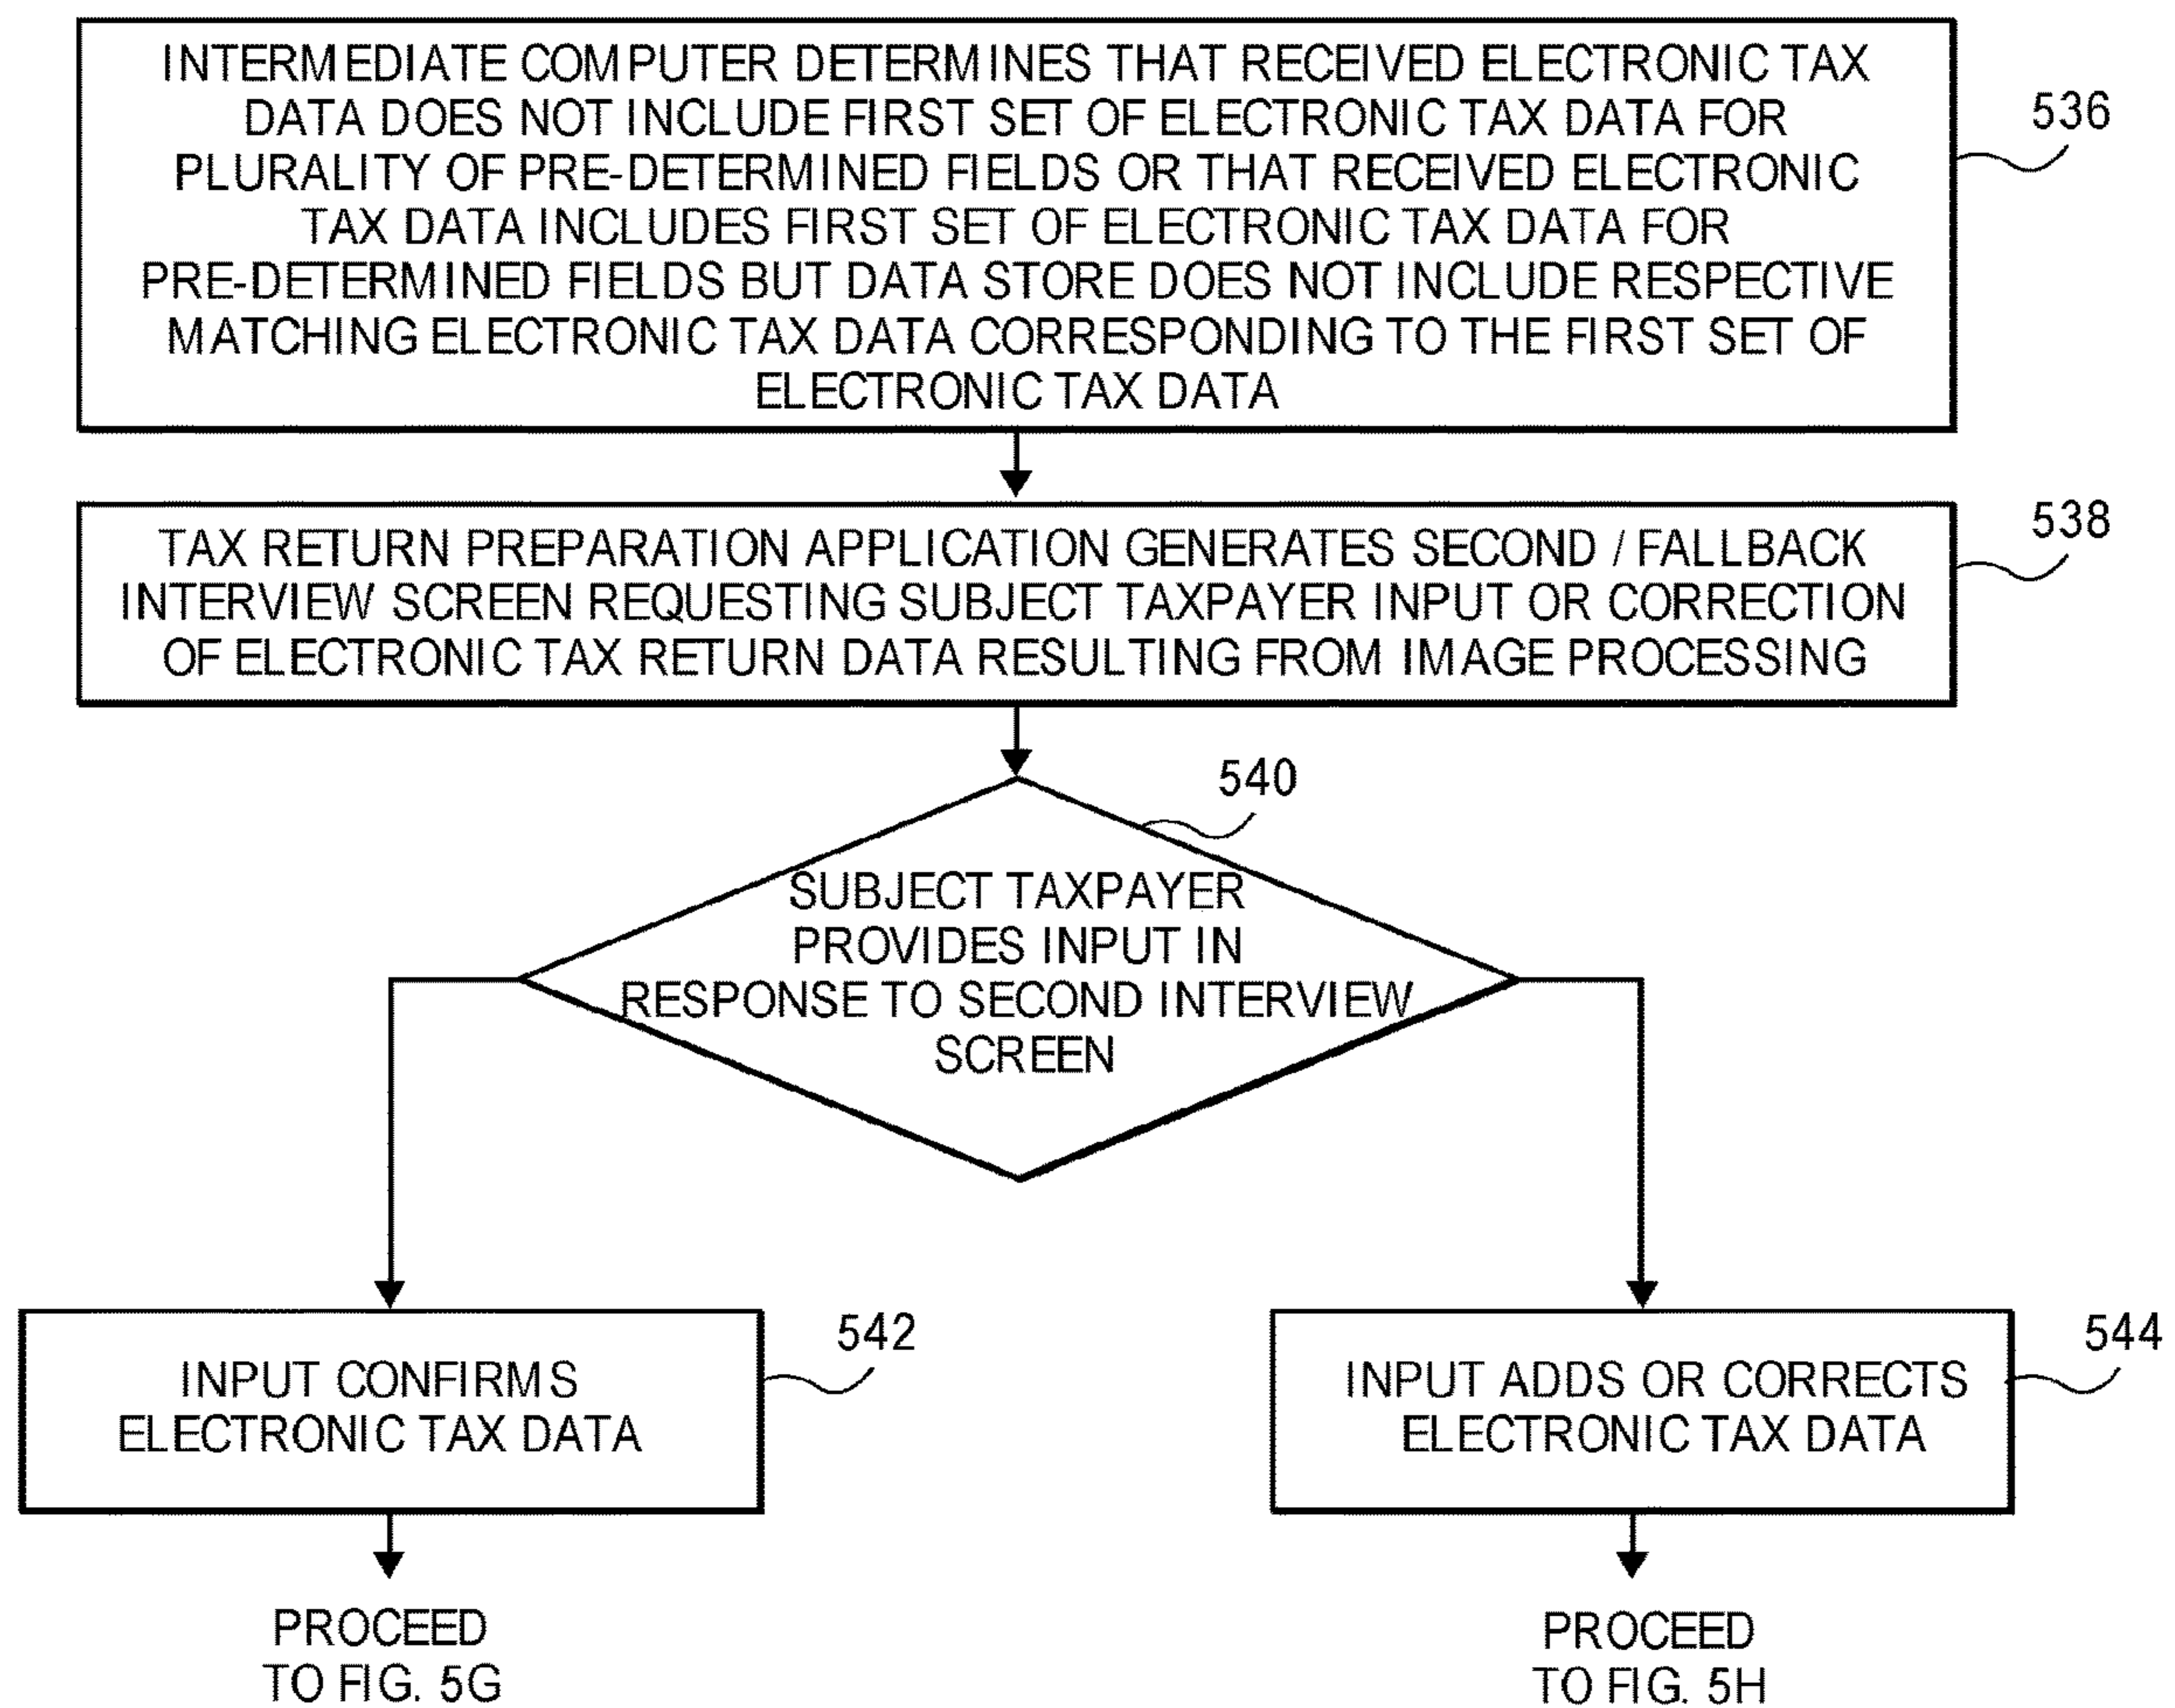 INTERMEDIATE COMPUTER DETERMINES THAT RECEIVED ELECTRONIC TAX
DATA DOES NOT INCLUDE FIRST SET OF ELECTRONIC TAX DATA FOR
PLURALITY OF PRE-DETERMINED FIELDS OR THAT RECEIVED ELECTRONIC
TAX DATA INCLUDES FIRST SET OF ELECTRONIC TAX DATA FOR
PRE-DETERMINED FIELDS BUT DATA STORE DOES NOT INCLUDE RESPECTIVE
MATCHING ELECTRONIC TAX DATA CORRESPONDING TO THE FIRST SET OF
ELECTRONIC TAX DATA
536
TAX RETURN PREPARATION APPLICATION GENERATES SECOND / FALLBACK
INTERVIEW SCREEN REQUESTING SUBJECT TAXPAYER INPUT OR CORRECTION
OF ELECTRONIC TAX RETURN DATA RESULTING FROM IMAGE PROCESSING
538
540
SUBJECT TAXPAYER
PROVIDES INPUT IN
RESPONSE TO SECOND INTERVIEW
SCREEN
INPUT CONFIRMS
ELECTRONIC TAX DATA
542
PROCEED
TO FIG. 5G
INPUT ADDS OR CORRECTS
ELECTRONIC TAX DATA
544
PROCEED
TO FIG. 5H